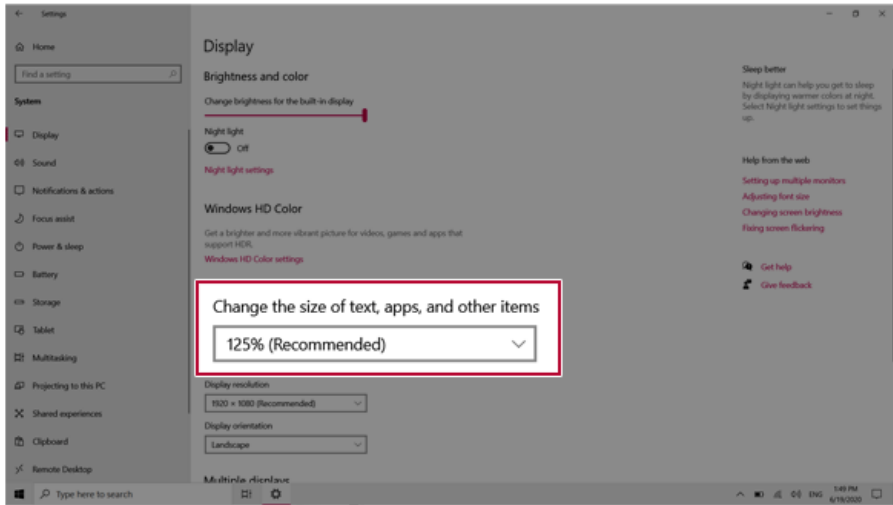 Settings
Home
Find a setting
System
Display
Sound
Notifications & actions
Focus assist
Power & sleep
Battery
Storage
Tablet
Multitasking
Projecting to this PC
Shared experiences
Clipboard
Remote Desktop
Display
Brightness and color
Change brightness for the built-in display
Night light
Off
Night light settings
Windows HD Color
Get a brighter and more vibrant picture for videos, games and apps that
support HDR.
Windows HD Color settings
Change the size of text, apps, and other items
125% (Recommended)
Display resolution
1920 × 1080 (Recommended)
Display orientation
Landscape
Multiple displays
Sleep better
Night light can help you get to sleep
by displaying warmer colors at night.
Select Night light settings to set things
up.
Help from the web
Setting up multiple monitors
Adjusting font size
Changing screen brightness
Fixing screen flickering
Get help
Give feedback
Type here to search
ENG
1:49 PM
6/19/2020